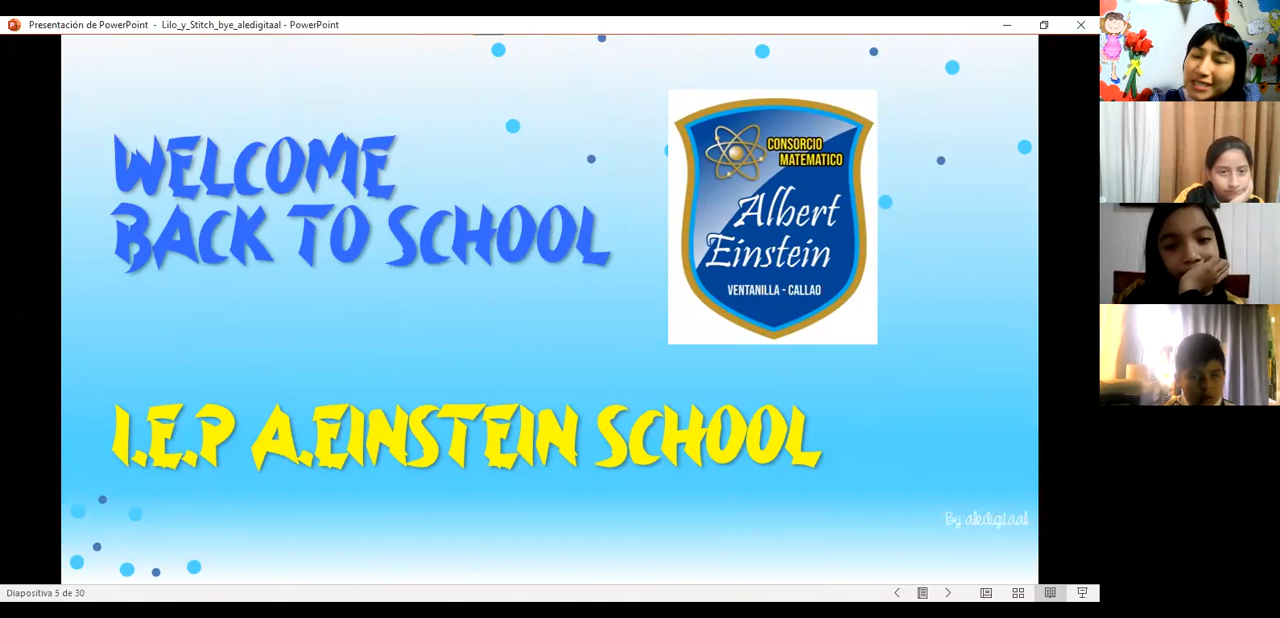 Presentación de PowerPoint - Lilo_y_Stitch_bye_aledigitaal - PowerPoint
WELCOME
BACK TO SCHOOL
CONSORCIO
MATEMATICO
Albert
Einstein
VENTANILLA - CALLAO
I.E.P A.EINSTEIN SCHOOL
By aledigitaal
Diapositiva 5 de 30